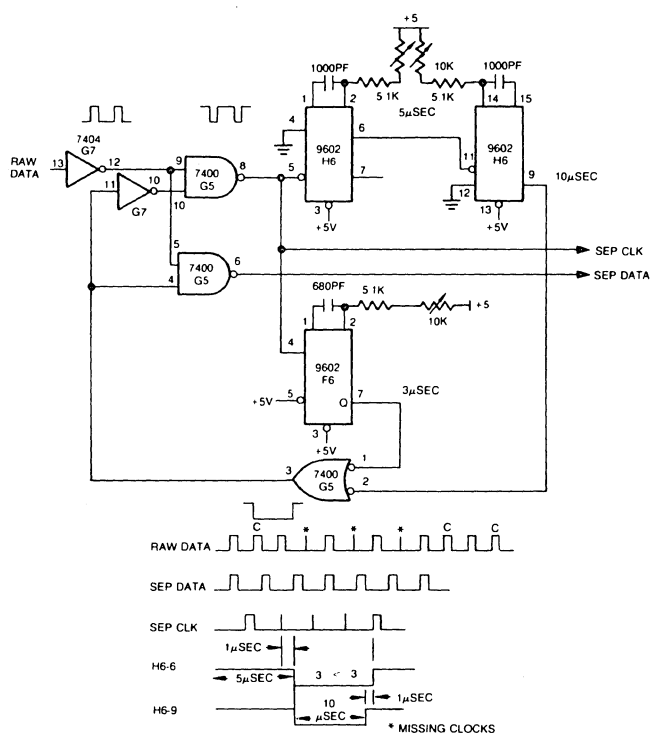 +5
1000PF
10K
1000PF
5 1K
5 1K
5µSEC
1
2
14
15
4
9602
H6
6
7
5
3
+5V
9602
H6
11
12
9
13
+5V
10µSEC
7404
G7
RAW
DATA
13
12
11
10
G7
9
10
7400
G5
8
5
4
7400
G5
6
SEP CLK
SEP DATA
680PF
5 1K
10K
+5
1
2
4
9602
F6
+5V
5
Q
7
3
+5V
3µSEC
3
7400
G5
1
2
C
*
*
*
C
C
RAW DATA
SEP DATA
SEP CLK
1µSEC
H6-6
5µSEC
3 < 3
1µSEC
H6-9
10
µSEC
* MISSING CLOCKS